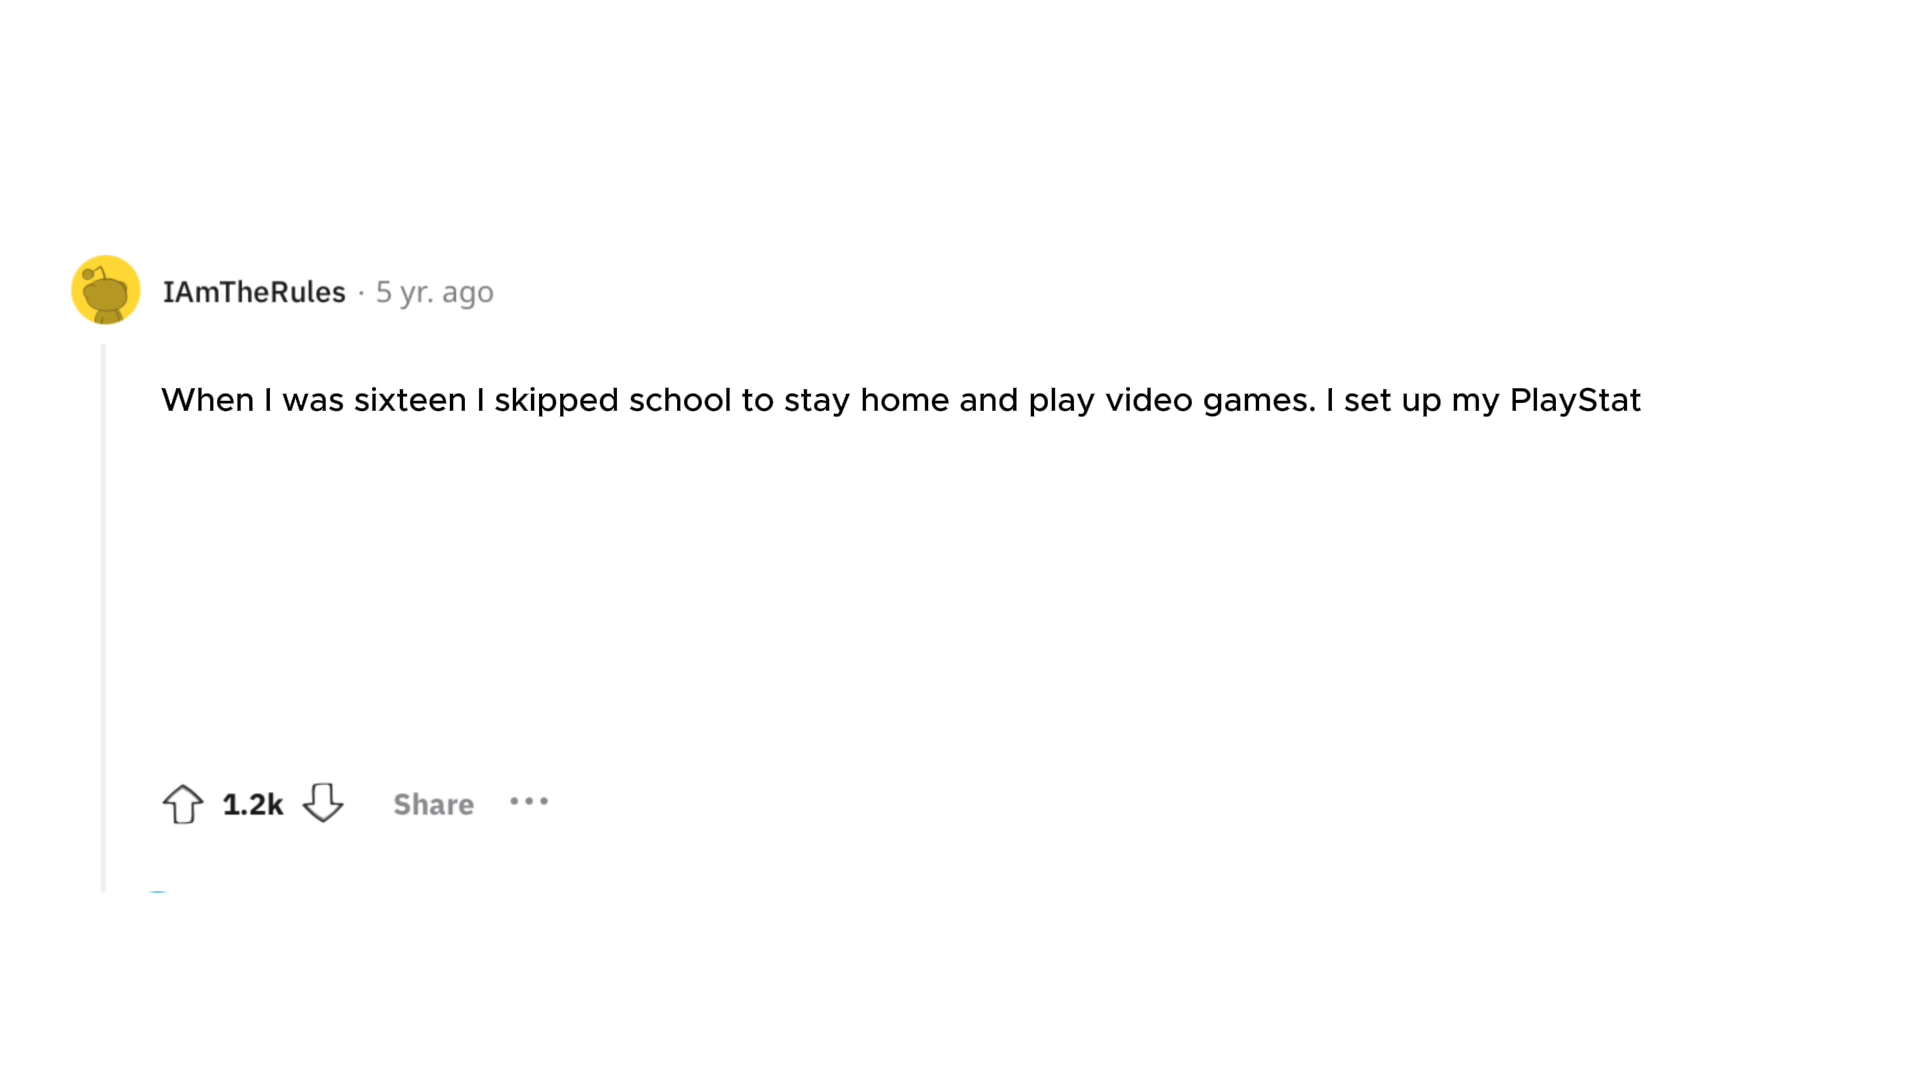 IAmTheRules · 5 yr. ago
When I was sixteen I skipped school to stay home and play video games. I set up my PlayStat
1.2k Share •••